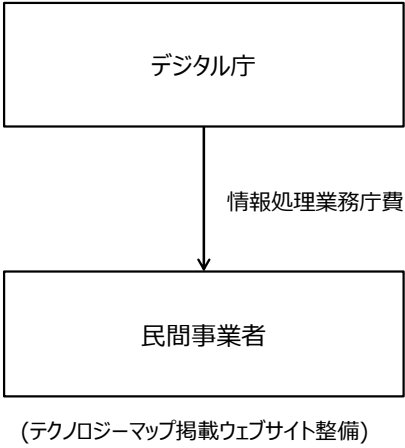 デジタル庁
情報処理業務庁費
民間事業者
(テクノロジーマップ掲載ウェブサイト整備)